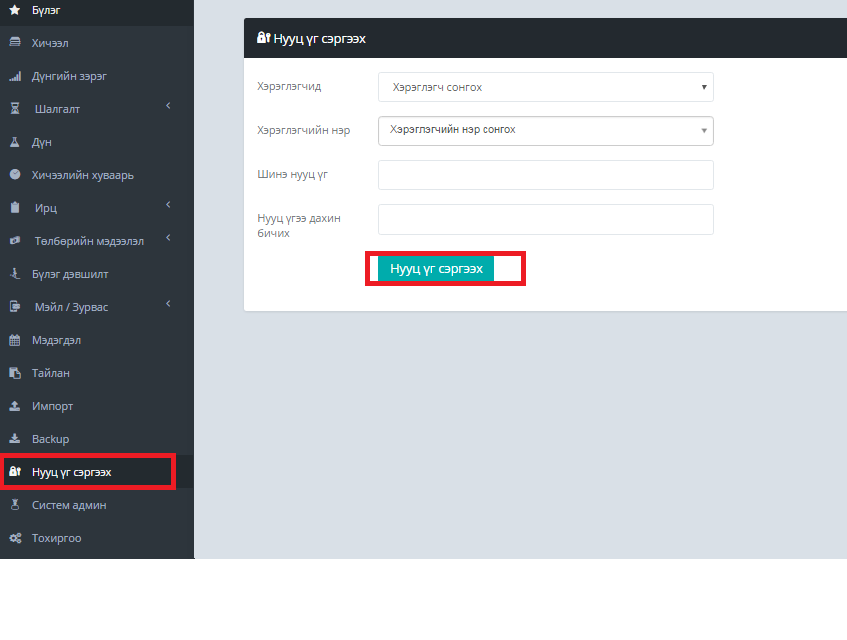 Бүлэг
Хичээл
Дүнгийн зэрэг
Шалгалт
Дүн
Хичээлийн хуваарь
Ирц
Төлбөрийн мэдээлэл
Бүлэг дэвшилт
Мэйл / Зурвас
Мэдэгдэл
Тайлан
Импорт
Backup
Нууц үг сэргээх
Систем админ
Тохиргоо
Нууц үг сэргээх
Хэрэглэгчид
Хэрэглэгч сонгох
Хэрэглэгчийн нэр
Хэрэглэгчийн нэр сонгох
Шинэ нууц үг
Нууц үгээ дахин
бичих
Нууц үг сэргээх